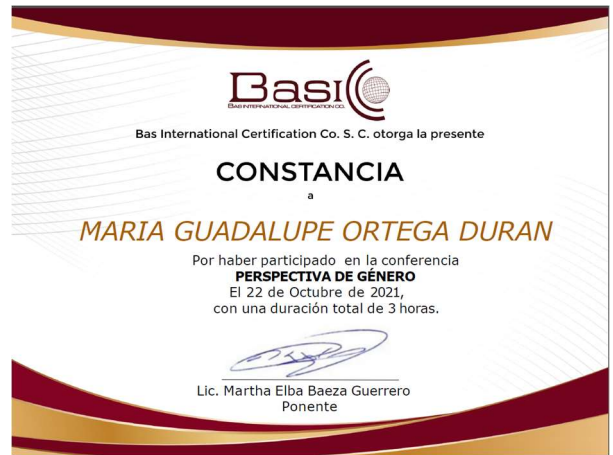 BASIC
BAS INTERNATIONAL CERTIFICATION CO.
Bas International Certification Co. S. C. otorga la presente
CONSTANCIA
a
MARIA GUADALUPE ORTEGA DURAN
Por haber participado en la conferencia
PERSPECTIVA DE GÉNERO
El 22 de Octubre de 2021,
con una duración total de 3 horas.
Lic. Martha Elba Baeza Guerrero
Ponente